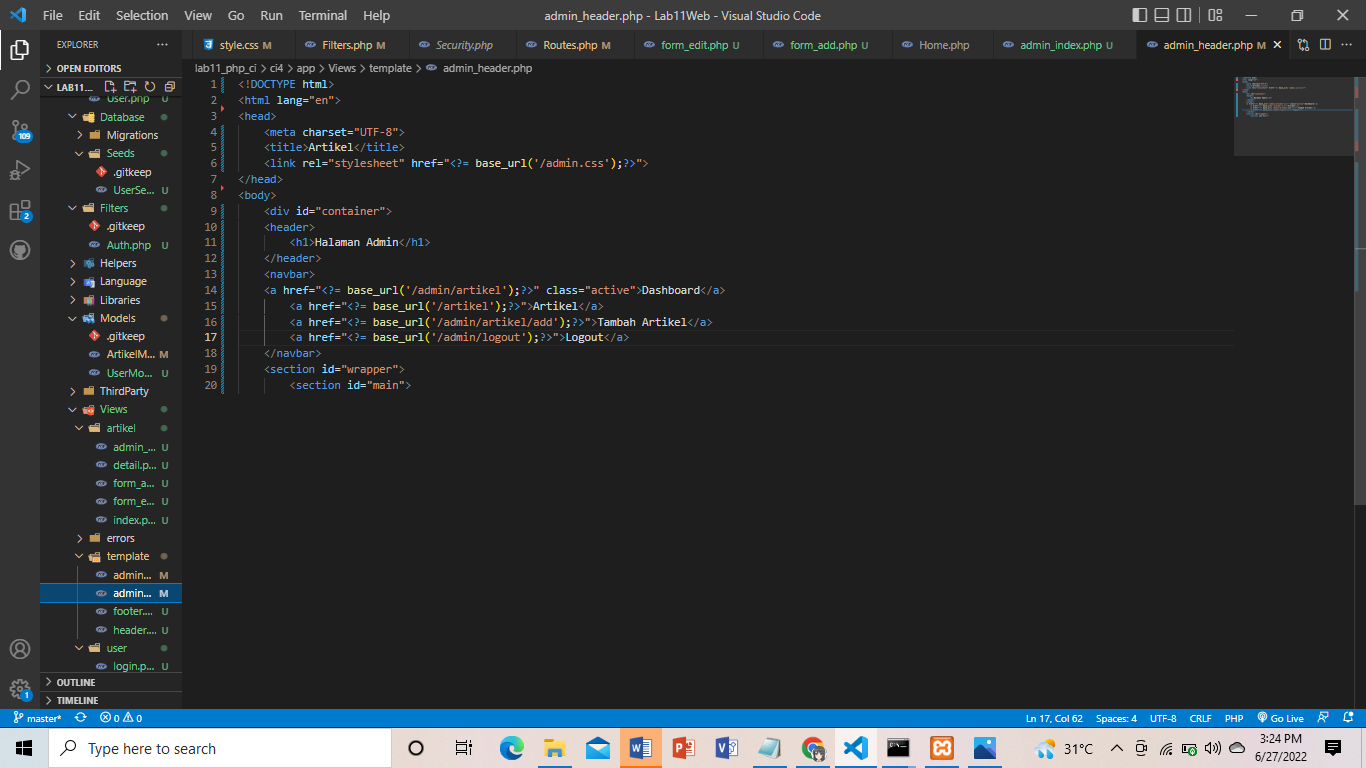 File Edit Selection View Go Run Terminal Help admin_header.php - Lab11Web - Visual Studio Code
EXPLORER ···
style.css M Filters.php M Security.php Routes.php M form_edit.php U form_add.php U Home.php admin_index.php U admin_header.php M
OPEN EDITORS
lab11_php_ci > ci4 > app > Views > template > admin_header.php
LAB11...
User.php U
Database
Migrations
Seeds
.gitkeep
UserSe... U
Filters
.gitkeep
Auth.php U
Helpers
Language
Libraries
Models
.gitkeep
ArtikelM... M
UserMo... U
ThirdParty
Views
artikel
admin_... U
detail.p... U
form_a... U
form_e... U
index.p... U
errors
template
admin... M
admin... M
footer.... U
header.... U
user
login.p... U
OUTLINE
TIMELINE
109
2
1
1 <!DOCTYPE html>
2 <html lang="en">
3 <head>
4 <meta charset="UTF-8">
5 <title>Artikel</title>
6 <link rel="stylesheet" href="<?= base_url('/admin.css');?>">
7 </head>
8 <body>
9 <div id="container">
10 <header>
11 <h1>Halaman Admin</h1>
12 </header>
13 <navbar>
14 <a href="<?= base_url('/admin/artikel');?>" class="active">Dashboard</a>
15 <a href="<?= base_url('/artikel');?>">Artikel</a>
16 <a href="<?= base_url('/admin/artikel/add');?>">Tambah Artikel</a>
17 <a href="<?= base_url('/admin/logout');?>">Logout</a>
18 </navbar>
19 <section id="wrapper">
20 <section id="main">
master* 0 0 Ln 17, Col 62 Spaces: 4 UTF-8 CRLF PHP Go Live
Type here to search 31°C 3:24 PM
6/27/2022